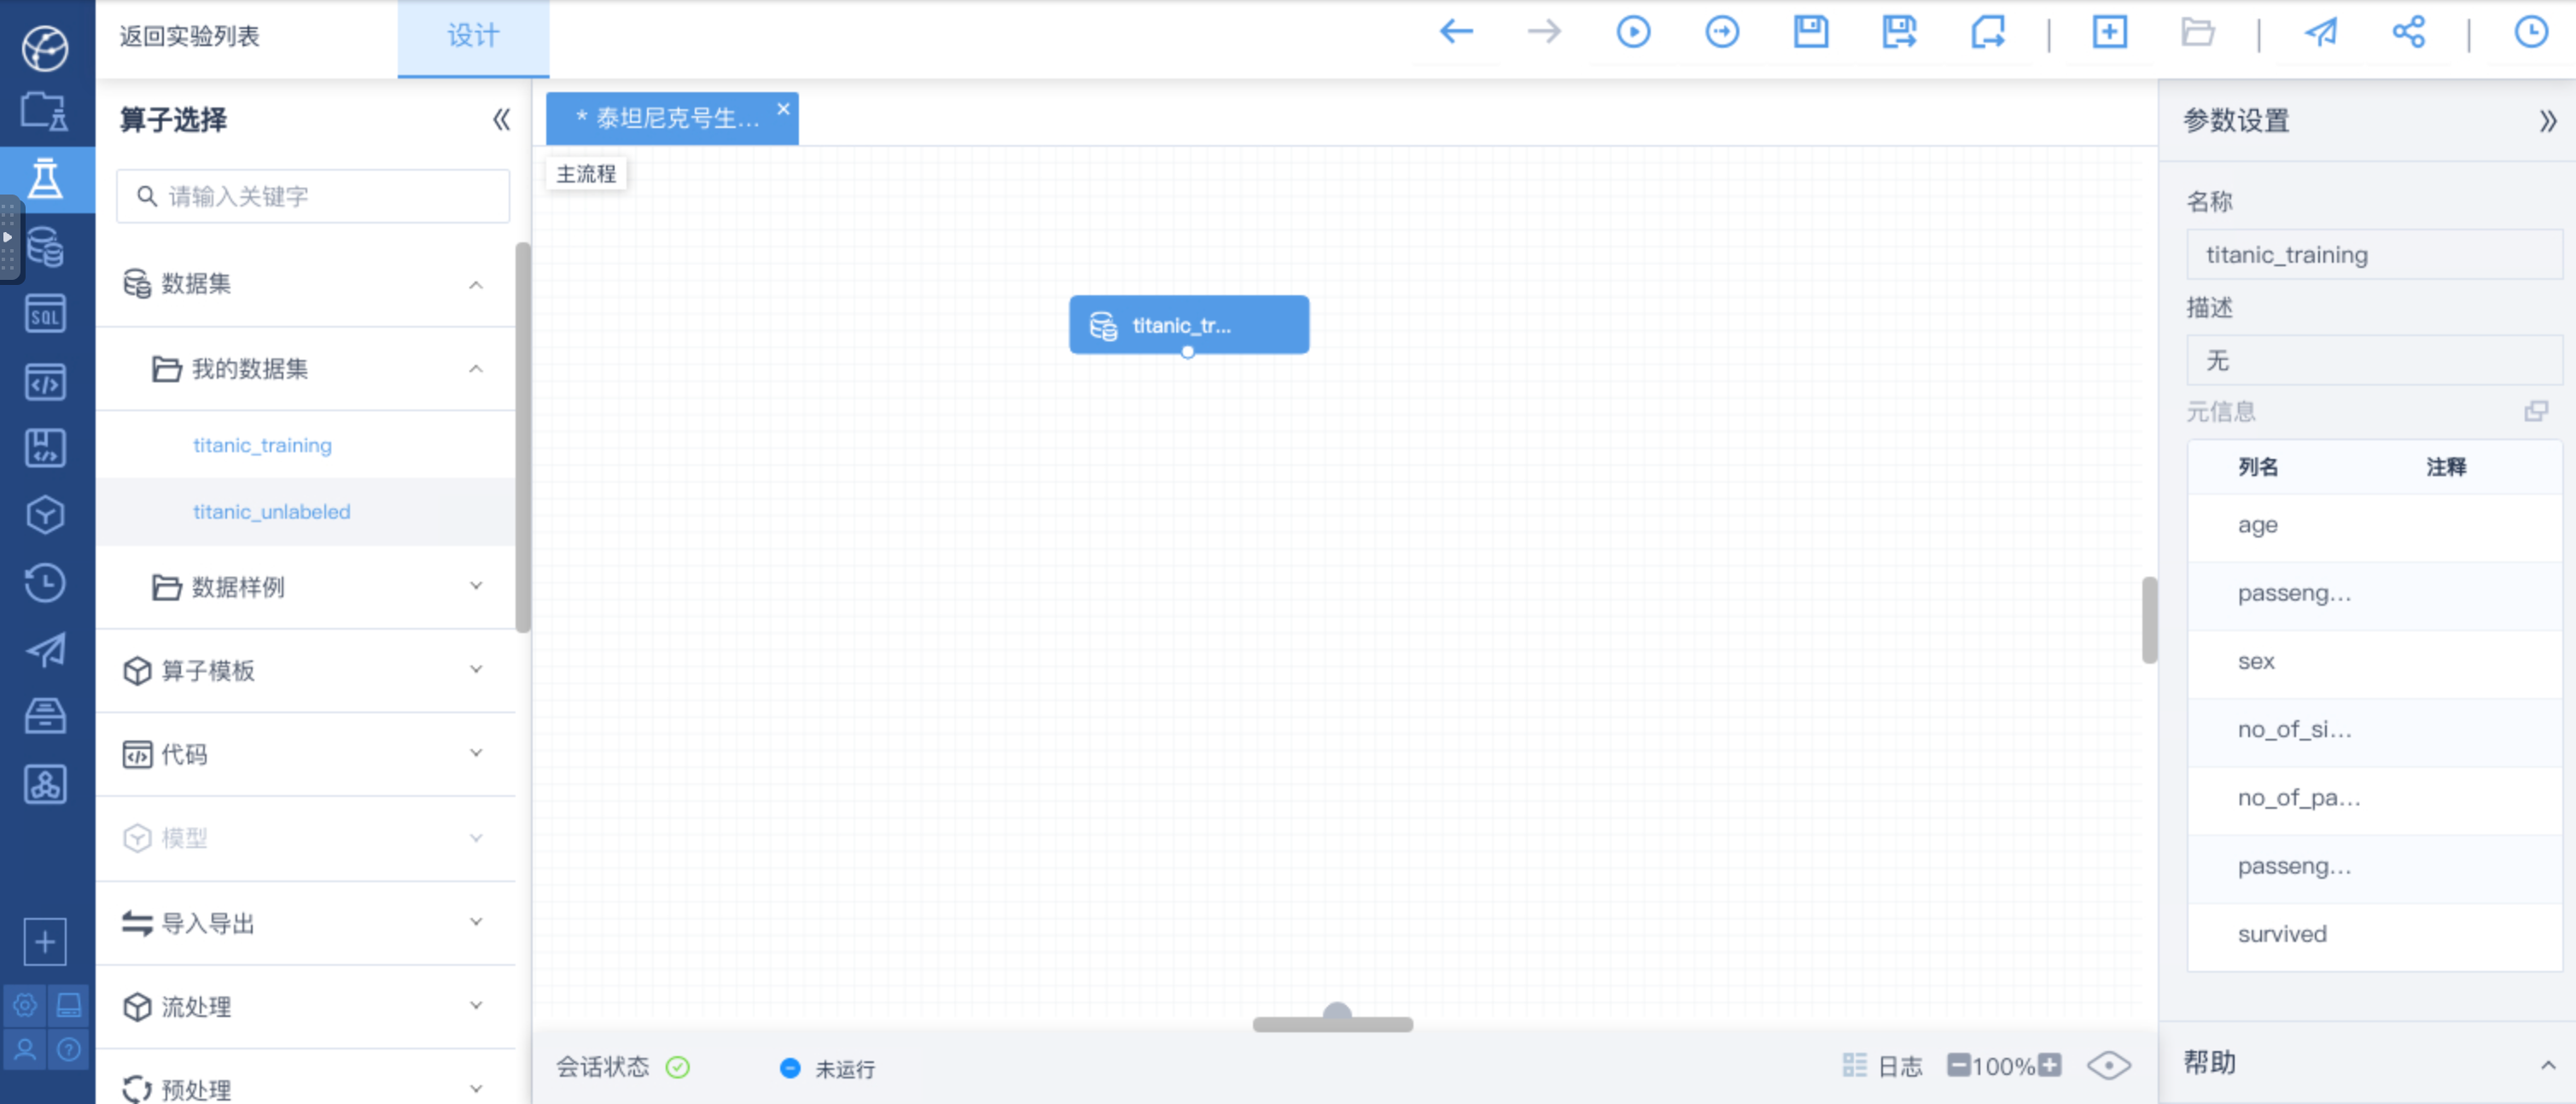 返回实验列表
设计
算子选择
请输入关键字
数据集
我的数据集
titanic_training
titanic_unlabeled
数据样例
算子模板
代码
模型
导入导出
流处理
预处理
SQL
* 泰坦尼克号生...
主流程
titanic_tr...
会话状态
未运行
日志
100%
参数设置
名称
titanic_training
描述
无
元信息
列名 注释
age
passeng...
sex
no_of_si...
no_of_pa...
passeng...
survived
帮助